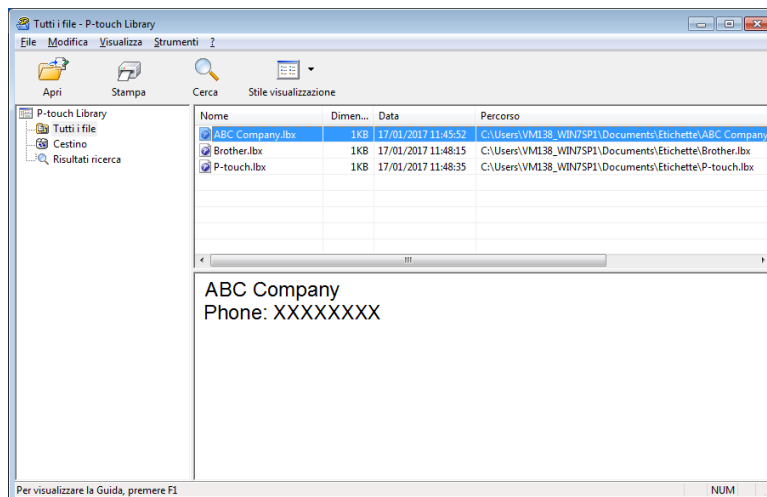 Tutti i file - P-touch Library
File Modifica Visualizza Strumenti ?
Apri Stampa Cerca Stile visualizzazione
P-touch Library
Tutti i file
Cestino
Risultati ricerca
Nome Dimen... Data Percorso
ABC Company.lbx 1KB 17/01/2017 11:45:52 C:\Users\VM138_WIN7SP1\Documents\Etichette\ABC Company
Brother.lbx 1KB 17/01/2017 11:48:15 C:\Users\VM138_WIN7SP1\Documents\Etichette\Brother.lbx
P-touch.lbx 1KB 17/01/2017 11:48:35 C:\Users\VM138_WIN7SP1\Documents\Etichette\P-touch.lbx
ABC Company
Phone: XXXXXXXX
Per visualizzare la Guida, premere F1 NUM